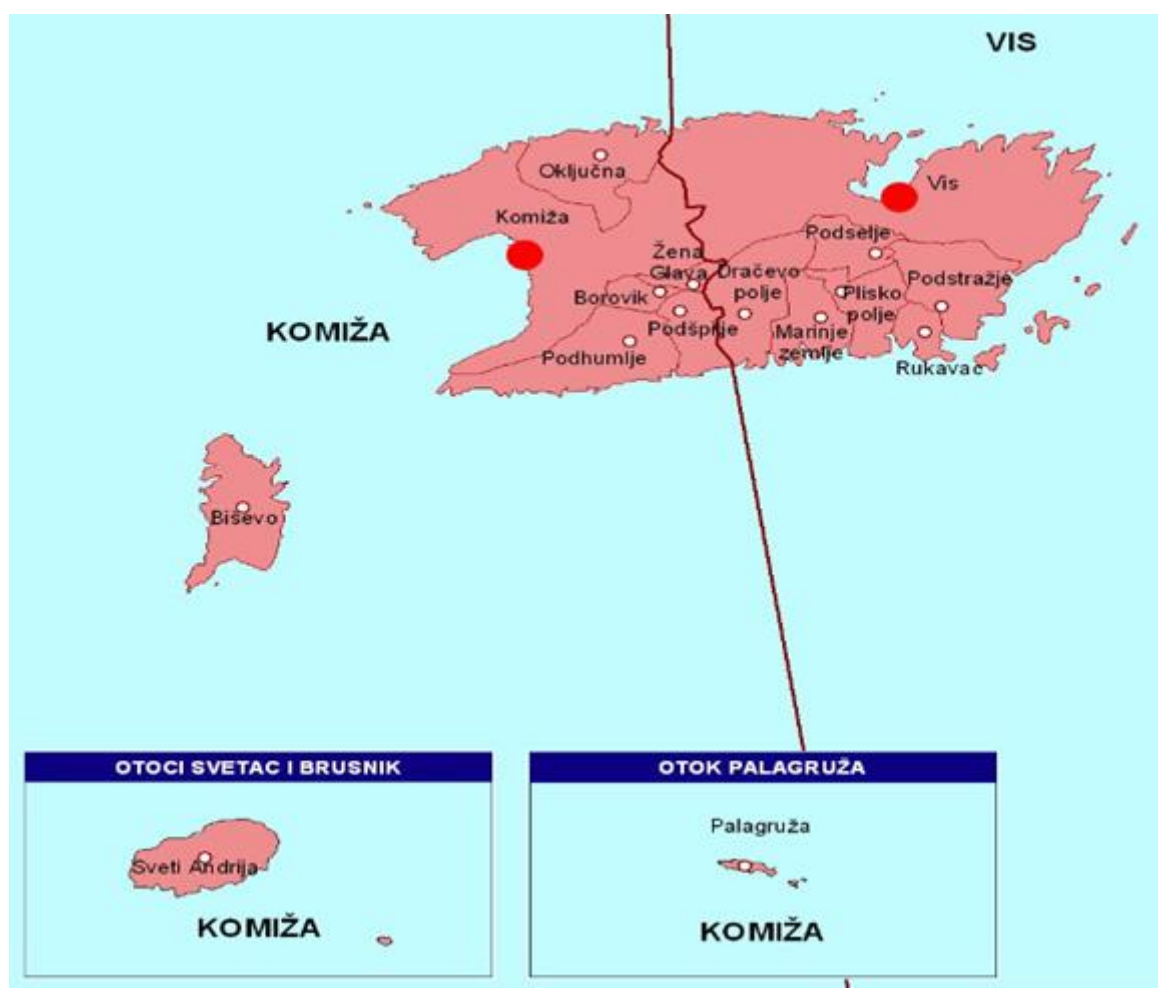 VIS
Oključna
Vis
Komiža
Podselje
Žena
Glava
Dračevo
polje
Podstražje
Borovik
Plisko
polje
KOMIŽA
Podšpilje
Marinje
zemlje
Podhumlje
Rukavac
Biševo
OTOCI SVETAC I BRUSNIK
OTOK PALAGRUŽA
Palagruža
Sveti Andrija
KOMIŽA
KOMIŽA